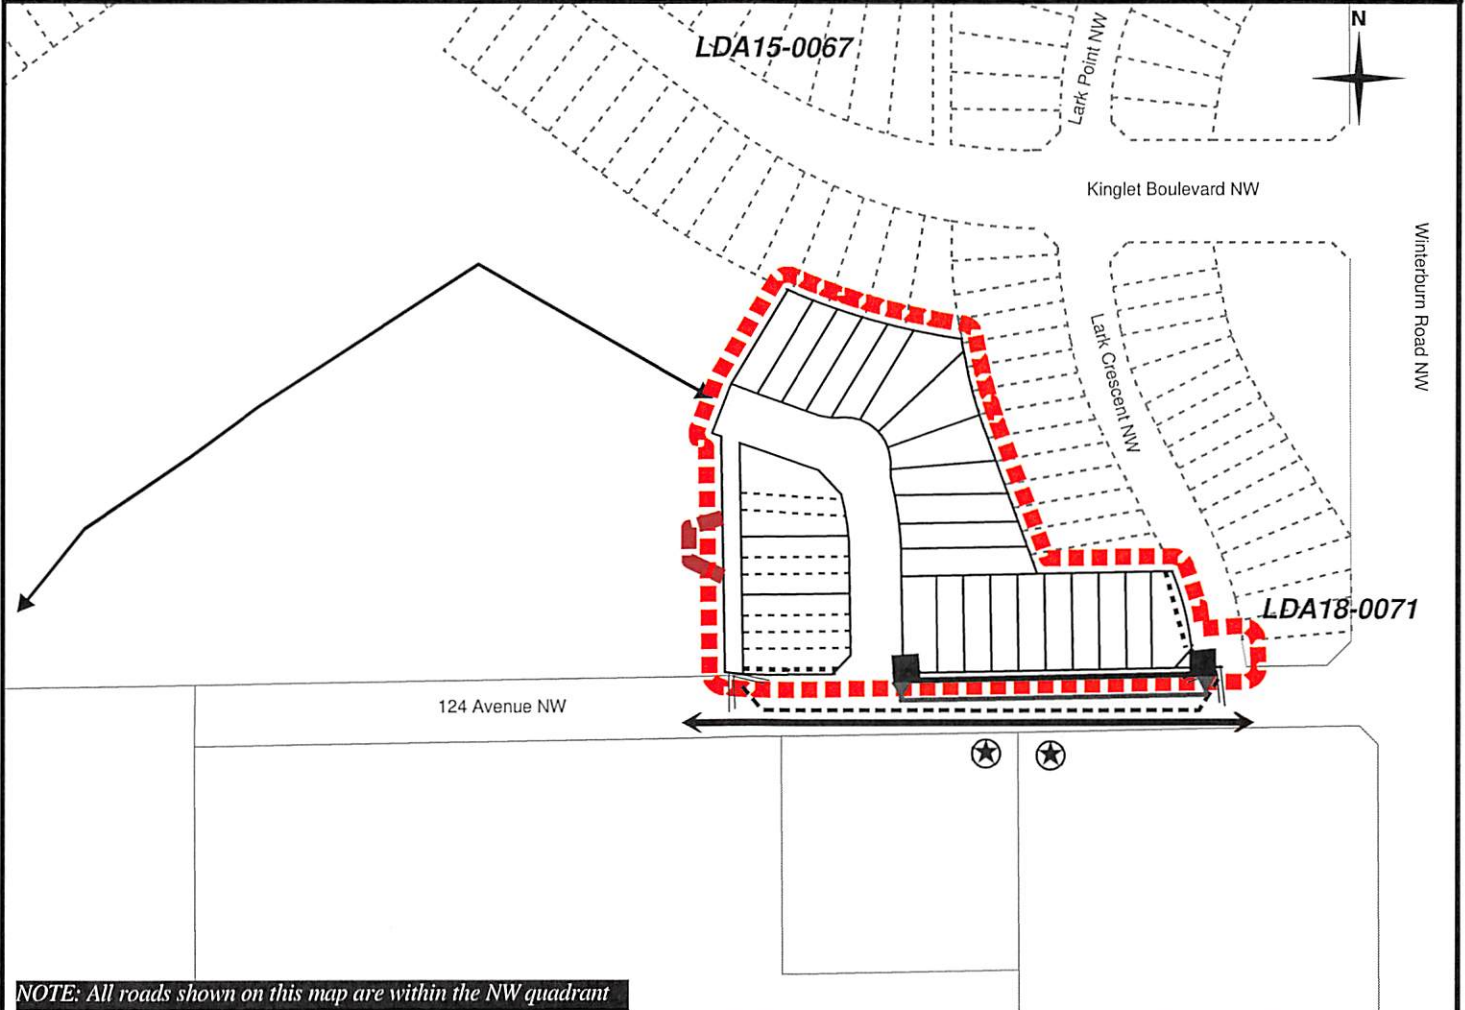 LDA15-0067
Lark Point NW
N
Kinglet Boulevard NW
Winterburn Road NW
Lark Crescent NW
LDA18-0071
124 Avenue NW
NOTE: All roads shown on this map are within the NW quadrant